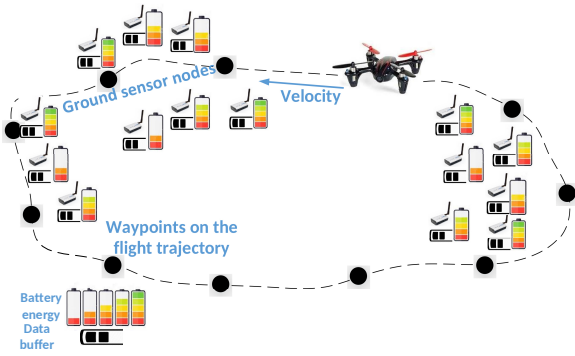 Ground sensor nodes
Velocity
Waypoints on the
flight trajectory
Battery
energy
Data
buffer